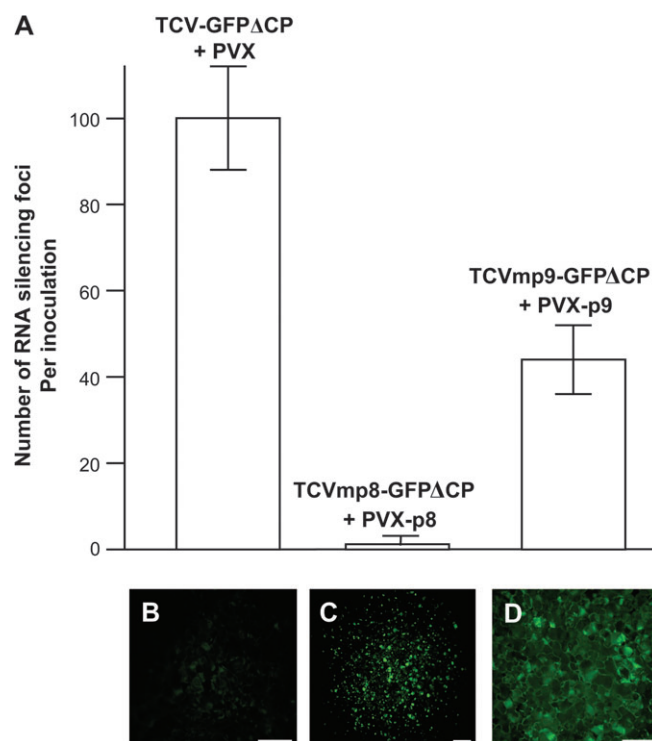 A
TCV-GFPΔCP
+ PVX
Number of RNA silencing foci
Per inoculation
100
80
60
40
20
0
TCVmp8-GFPΔCP
+ PVX-p8
TCVmp9-GFPΔCP
+ PVX-p9
B
C
D